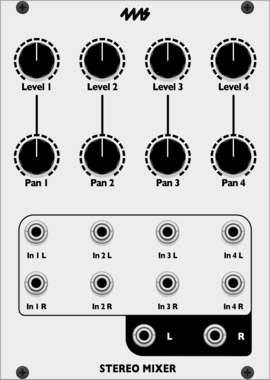 4ms
Level 1 Level 2 Level 3 Level 4
Pan 1 Pan 2 Pan 3 Pan 4
In 1 L In 2 L In 3 L In 4 L
In 1 R In 2 R In 3 R In 4 R
L R
STEREO MIXER